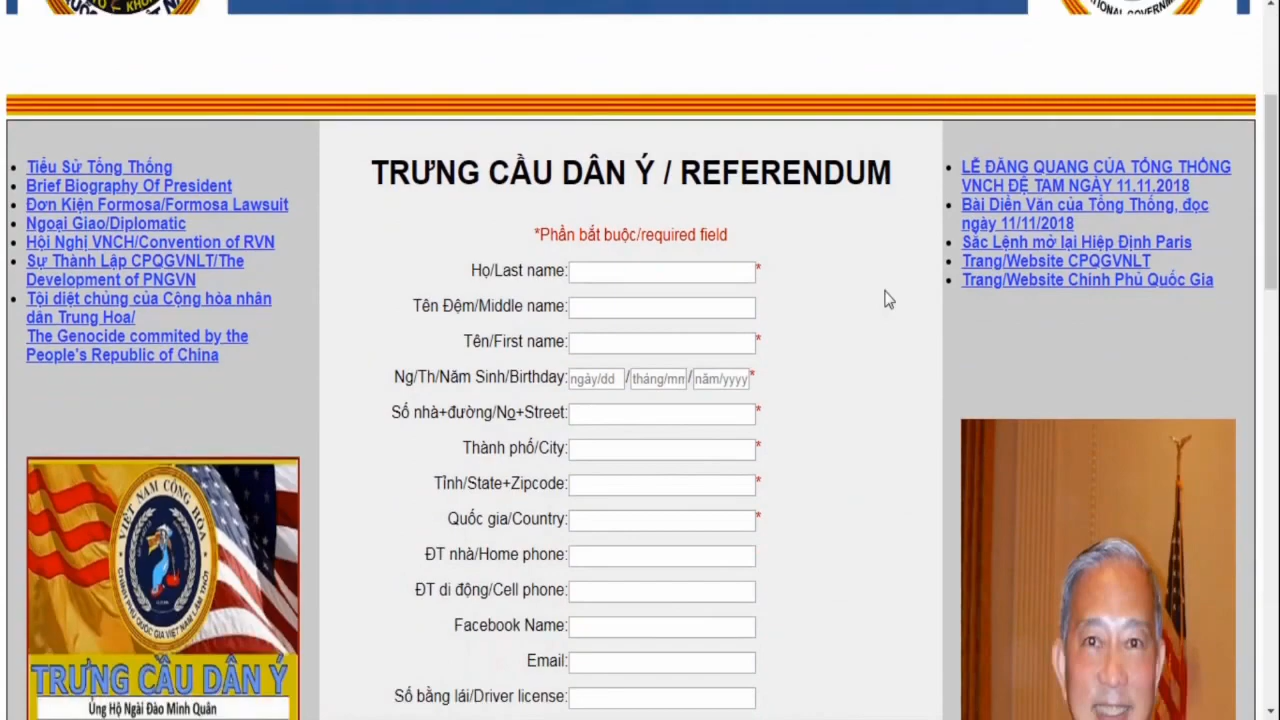 TRƯNG CẦU DÂN Ý / REFERENDUM
*Phần bắt buộc/required field
Họ/Last name:*
Tên Đệm/Middle name:
Tên/First name:*
Ng/Th/Năm Sinh/Birthday: ngày/dd / tháng/mm / năm/yyyy*
Số nhà+đường/No+Street:*
Thành phố/City:*
Tỉnh/State+Zipcode:*
Quốc gia/Country:*
ĐT nhà/Home phone:
ĐT di động/Cell phone:
Facebook Name:
Email:
Số bằng lái/Driver license:
Tiểu Sử Tổng Thống
Brief Biography Of President
Đơn Kiện Formosa/Formosa Lawsuit
Ngoại Giao/Diplomatic
Hội Nghị VNCH/Convention of RVN
Sự Thành Lập CPQGVNLT/The
Development of PNGVN
Tội diệt chủng của Cộng hòa nhân
dân Trung Hoa/
The Genocide commited by the
People's Republic of China
VIỆT NAM CỘNG HÒA
CHÍNH PHỦ QUỐC GIA VIỆT NAM LÂM THỜI
TRƯNG CẦU DÂN Ý
Ủng Hộ Ngài Đào Minh Quân
LỄ ĐĂNG QUANG CỦA TỔNG THỐNG
VNCH ĐỆ TAM NGÀY 11.11.2018
Bài Diễn Văn của Tổng Thống, đọc
ngày 11/11/2018
Sắc Lệnh mở lại Hiệp Định Paris
Trang/Website CPQGVNLT
Trang/Website Chính Phủ Quốc Gia